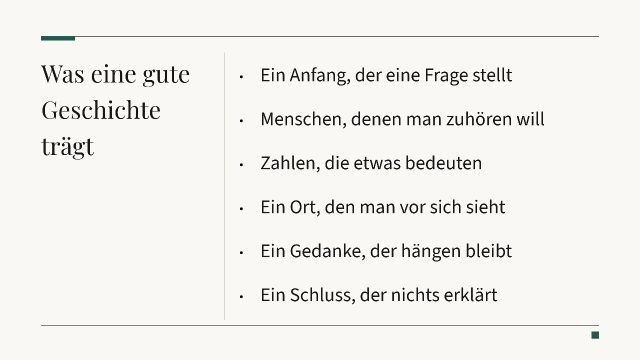 Was eine gute
Geschichte
trägt
• Ein Anfang, der eine Frage stellt
• Menschen, denen man zuhören will
• Zahlen, die etwas bedeuten
• Ein Ort, den man vor sich sieht
• Ein Gedanke, der hängen bleibt
• Ein Schluss, der nichts erklärt